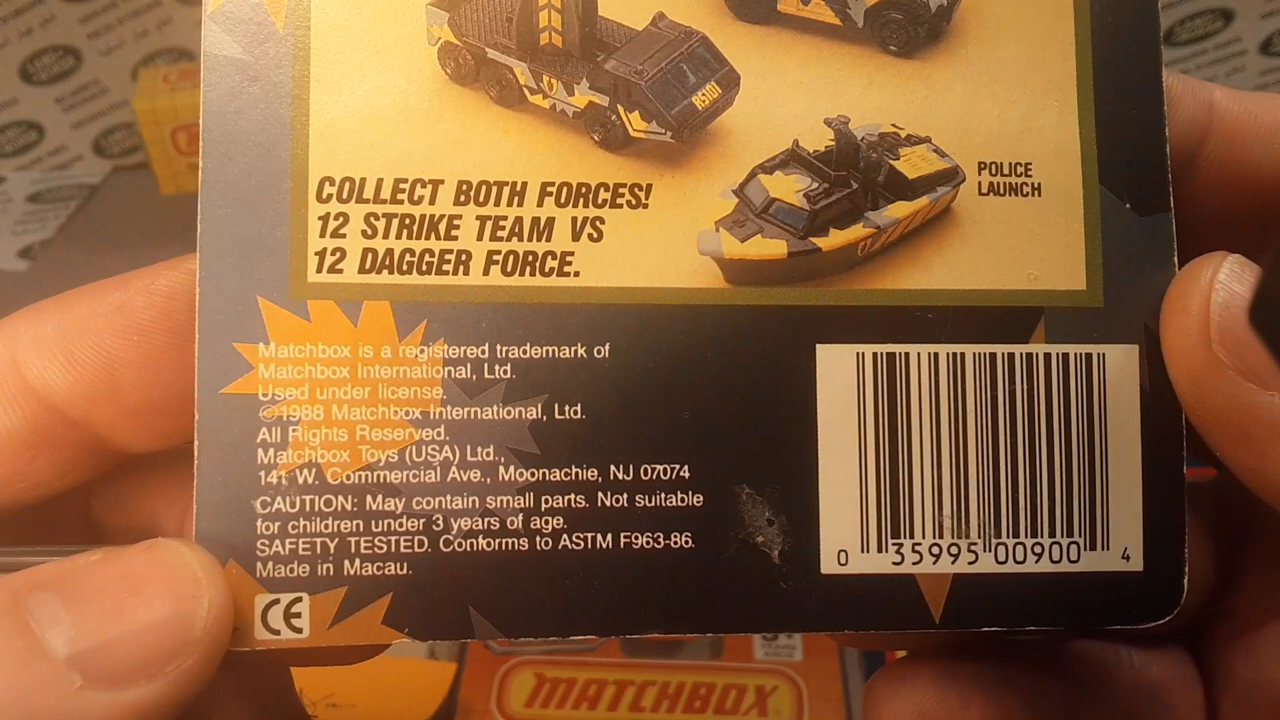 RS101
POLICE
LAUNCH
COLLECT BOTH FORCES!
12 STRIKE TEAM VS
12 DAGGER FORCE.
Matchbox is a registered trademark of
Matchbox International, Ltd.
Used under license.
©1988 Matchbox International, Ltd.
All Rights Reserved.
Matchbox Toys (USA) Ltd.,
141 W. Commercial Ave., Moonachie, NJ 07074
CAUTION: May contain small parts. Not suitable
for children under 3 years of age.
SAFETY TESTED. Conforms to ASTM F963-86.
Made in Macau.
CE
0 35995 00900 4
MATCHBOX